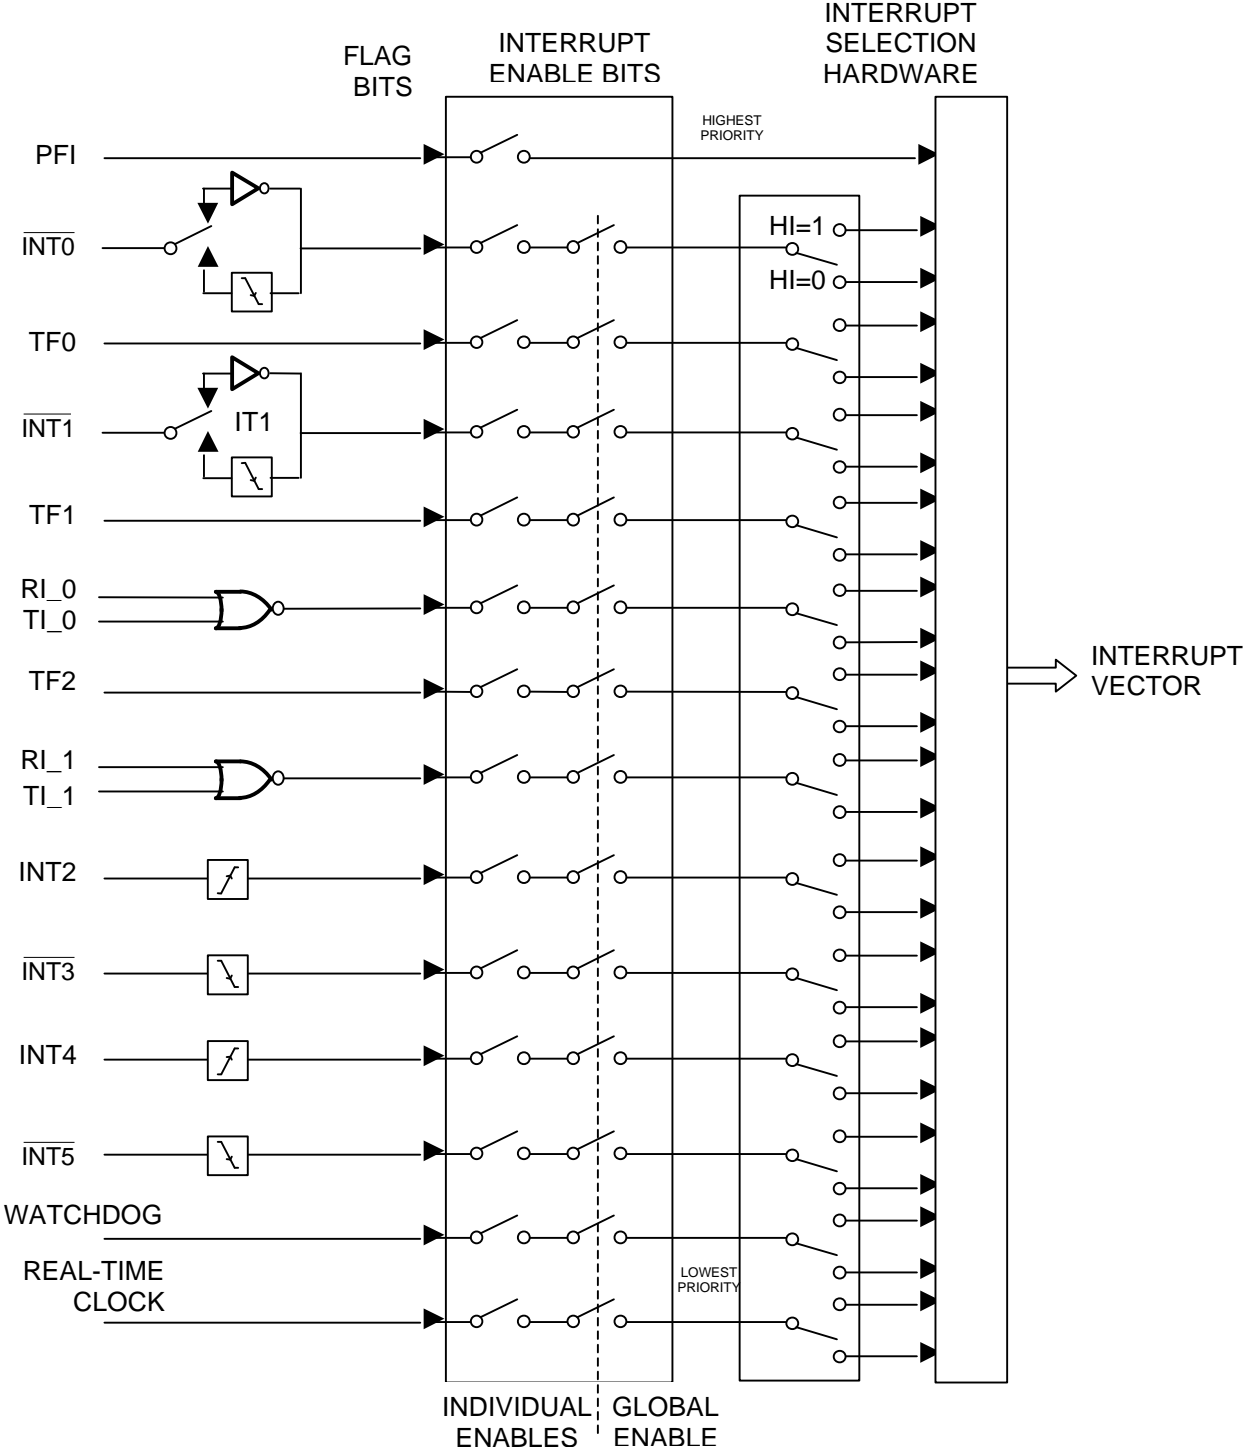 INTERRUPT
SELECTION
HARDWARE
INTERRUPT
ENABLE BITS
FLAG
BITS
HIGHEST
PRIORITY
PFI
INT0
HI=1
HI=0
TF0
INT1
IT1
TF1
RI_0
TI_0
TF2
INTERRUPT
VECTOR
RI_1
TI_1
INT2
INT3
INT4
INT5
WATCHDOG
REAL-TIME
CLOCK
LOWEST
PRIORITY
INDIVIDUAL
ENABLES
GLOBAL
ENABLE